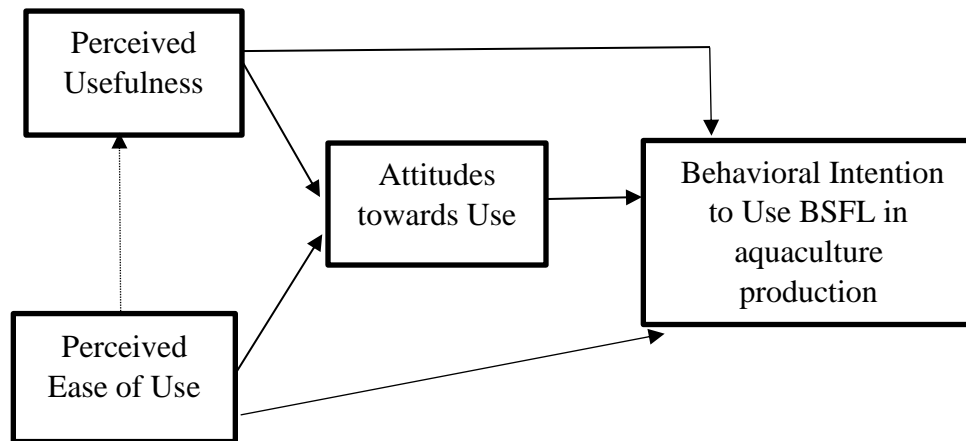 Perceived
Usefulness
Attitudes
towards Use
Behavioral Intention
to Use BSFL in
aquaculture
production
Perceived
Ease of Use